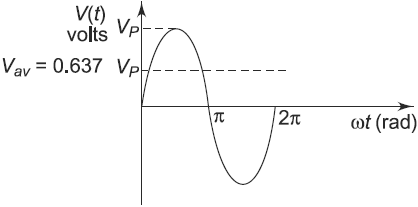 V(t)
volts
V_P
V_av = 0.637 V_P
π
2π
ωt (rad)